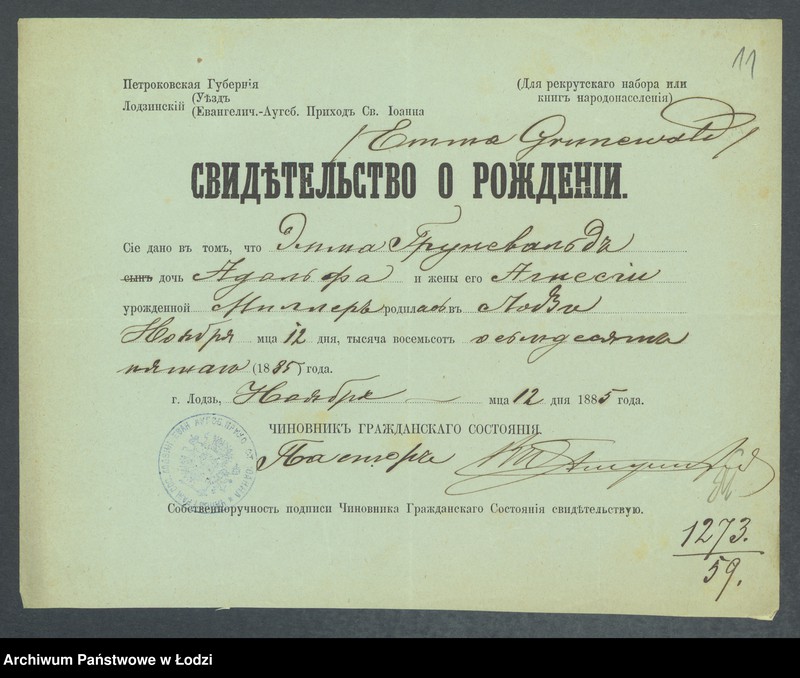 11
Петроковская Губернія
Лодзинскій (Уѣздъ
(Евангелич.-Аугсб. Приходъ Св. Іоанна
(Для рекрутскаго набора или
книгъ народонаселенія)
/Emma Grunewald/
СВИДѢТЕЛЬСТВО О РОЖДЕНІИ.
Сіе дано въ томъ, что Эмма Груневальдъ
сынъ дочь Адольфа и жены его Агнесіи
урожденной Миллеръ родилась въ Лодзи
Ноября мца 12 дня, тысяча восемьсот осьмдесятъ
пятаго (1885) года.
г. Лодзь, Ноября — мца 12 дня 1885 года.
ЧИНОВНИКЪ ГРАЖДАНСКАГО СОСТОЯНІЯ.
Пасторъ
Собственноручность подписи Чиновника Гражданскаго Состоянія свидѣтельствую.
1273.
59.
Archiwum Państwowe w Łodzi